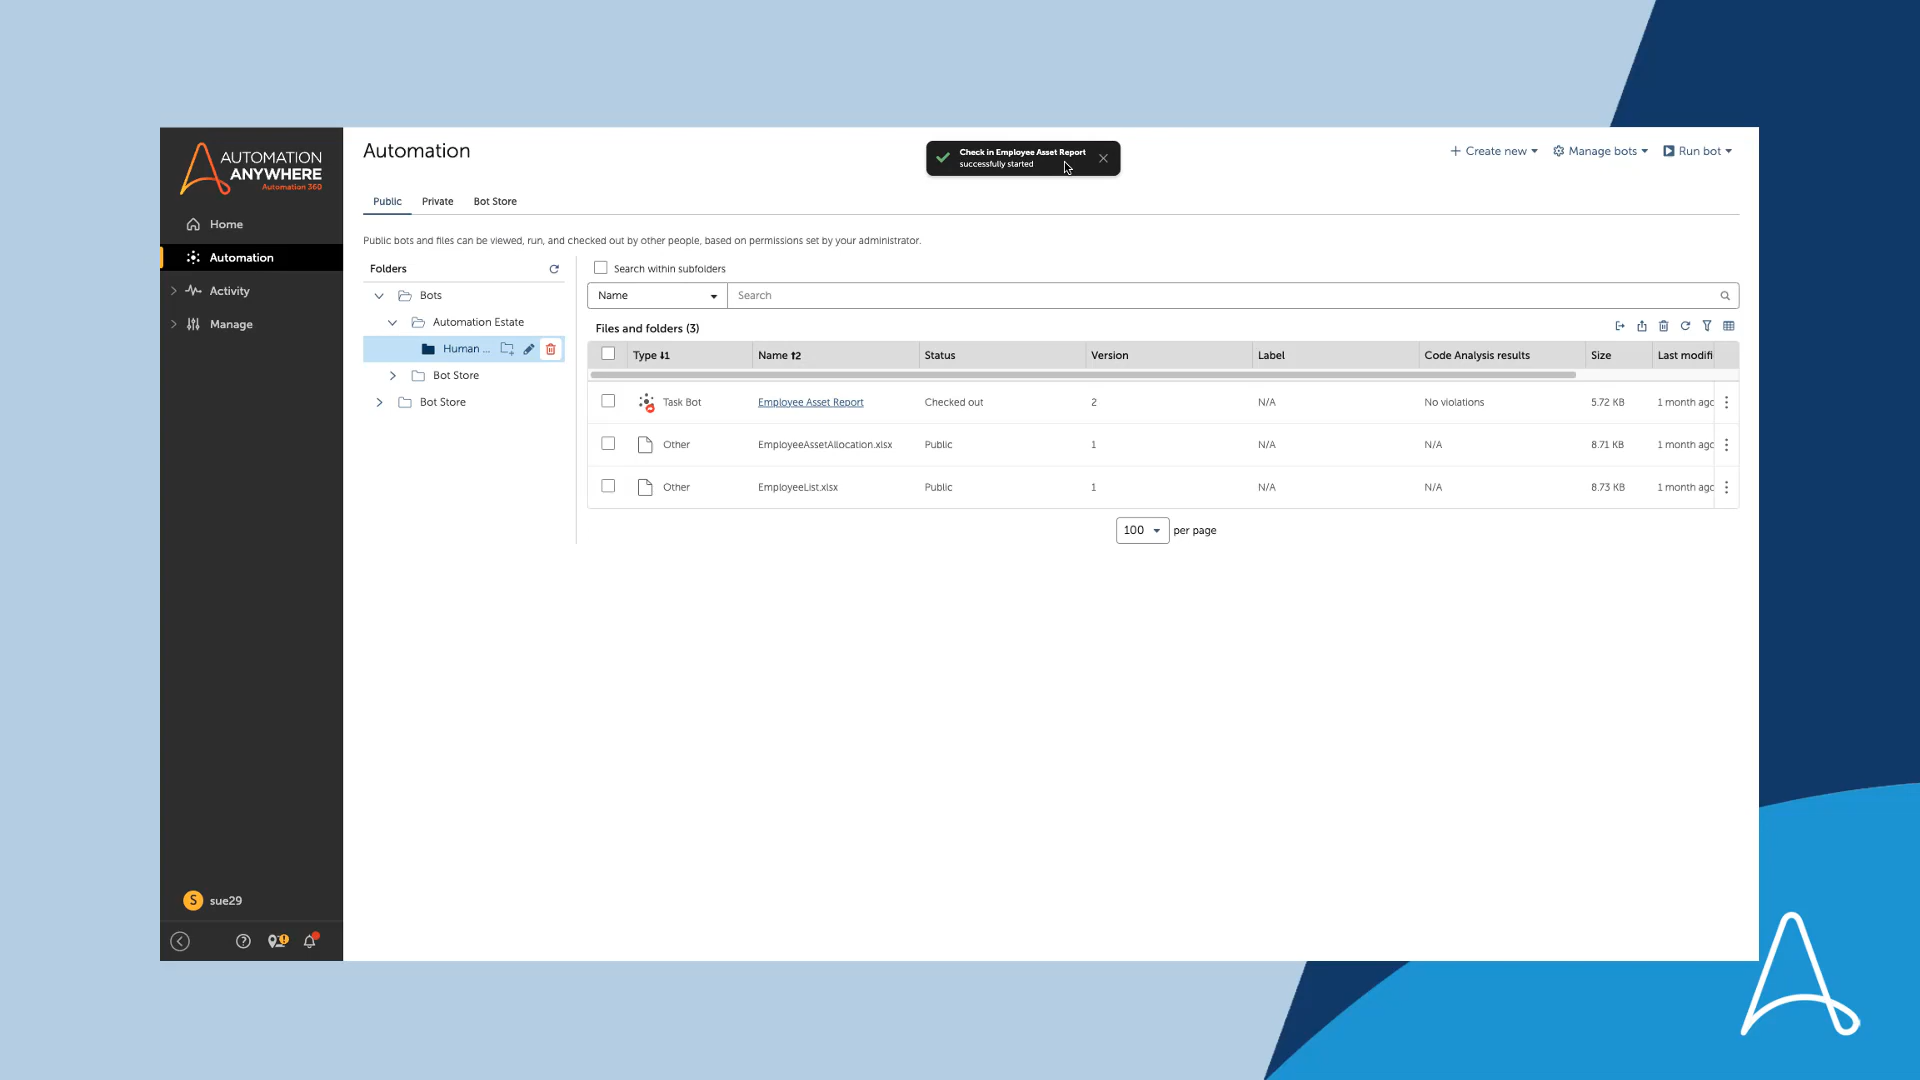 AUTOMATION
ANYWHERE
Automation 360
Home
Automation
Activity
Manage
S sue29
Automation
Check in Employee Asset Report
successfully started
Create new
Manage bots
Run bot
Public Private Bot Store
Public bots and files can be viewed, run, and checked out by other people, based on permissions set by your administrator.
Folders
Bots
Automation Estate
Human ...
Bot Store
Bot Store
Search within subfolders
Name Search
Files and folders (3)
Type Name Status Version Label Code Analysis results Size Last modifi
Task Bot Employee Asset Report Checked out 2 N/A No violations 5.72 KB 1 month ago
Other EmployeeAssetAllocation.xlsx Public 1 N/A N/A 8.71 KB 1 month ago
Other EmployeeList.xlsx Public 1 N/A N/A 8.73 KB 1 month ago
100 per page